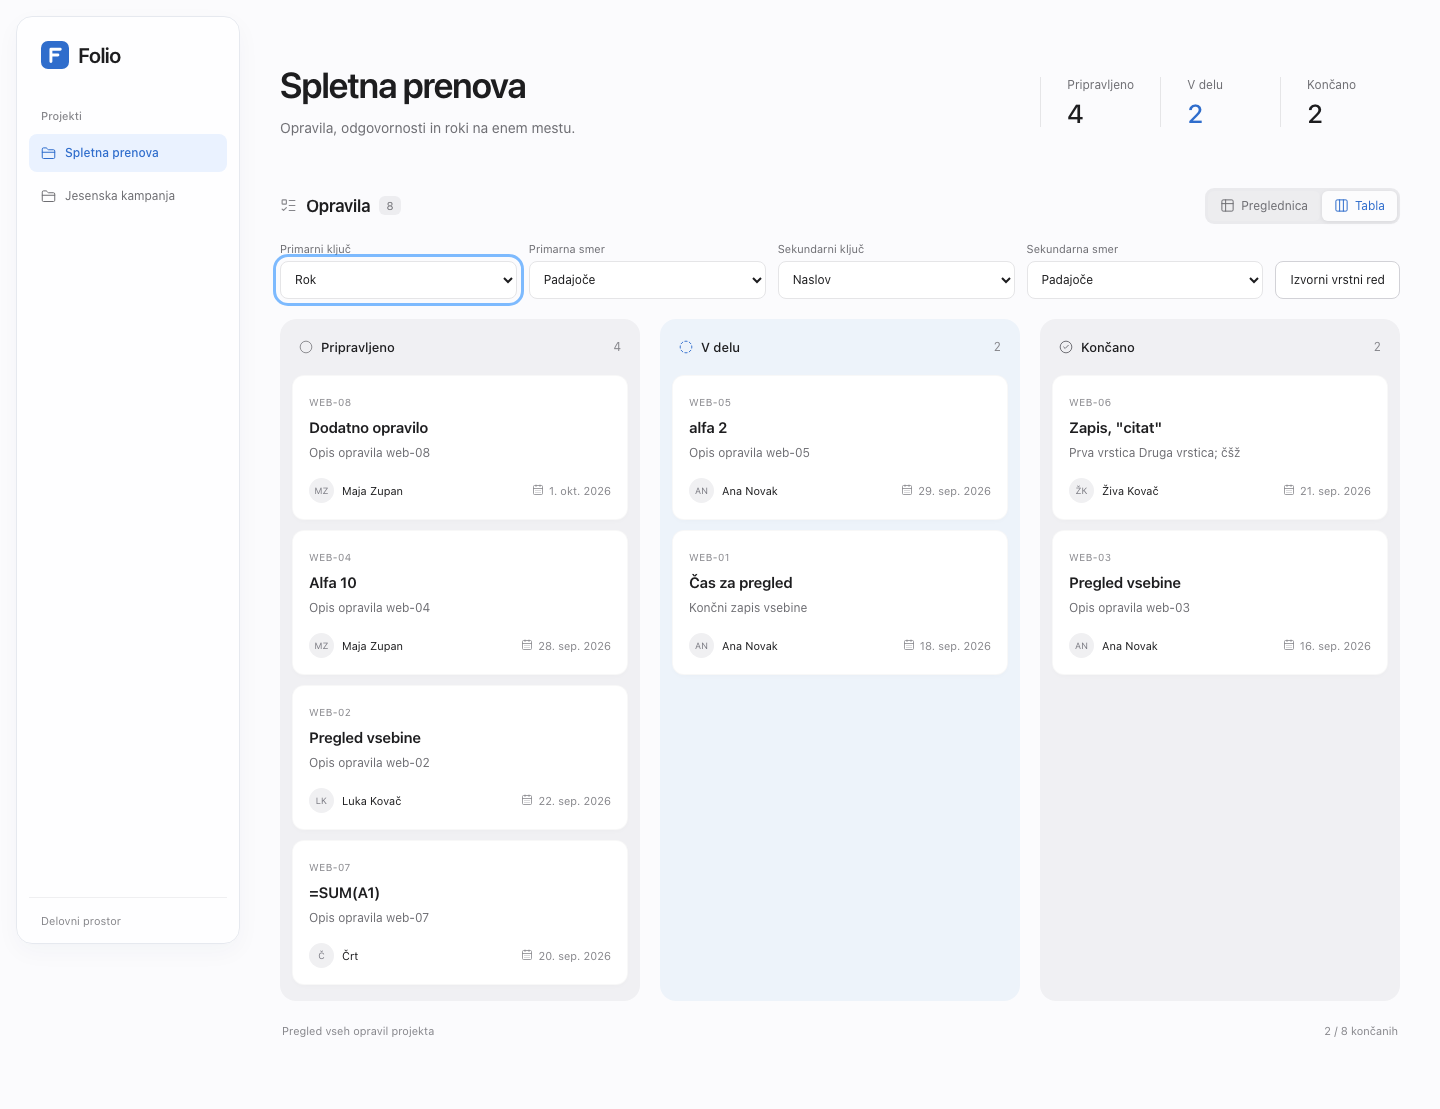 Folio
Projekti
Spletna prenova
Jesenska kampanja
Delovni prostor
Spletna prenova
Opravila, odgovornosti in roki na enem mestu.
Pripravljeno
4
V delu
2
Končano
2
Opravila 8
Preglednica
Tabla
Primarni ključ
Rok
Primarna smer
Padajoče
Sekundarni ključ
Naslov
Sekundarna smer
Padajoče
Izvorni vrstni red
Pripravljeno 4
WEB-08
Dodatno opravilo
Opis opravila web-08
MZ Maja Zupan 1. okt. 2026
WEB-04
Alfa 10
Opis opravila web-04
MZ Maja Zupan 28. sep. 2026
WEB-02
Pregled vsebine
Opis opravila web-02
LK Luka Kovač 22. sep. 2026
WEB-07
=SUM(A1)
Opis opravila web-07
Č Črt 20. sep. 2026
V delu 2
WEB-05
alfa 2
Opis opravila web-05
AN Ana Novak 29. sep. 2026
WEB-01
Čas za pregled
Končni zapis vsebine
AN Ana Novak 18. sep. 2026
Končano 2
WEB-06
Zapis, "citat"
Prva vrstica Druga vrstica; čšž
ŽK Živa Kovač 21. sep. 2026
WEB-03
Pregled vsebine
Opis opravila web-03
AN Ana Novak 16. sep. 2026
Pregled vseh opravil projekta
2 / 8 končanih